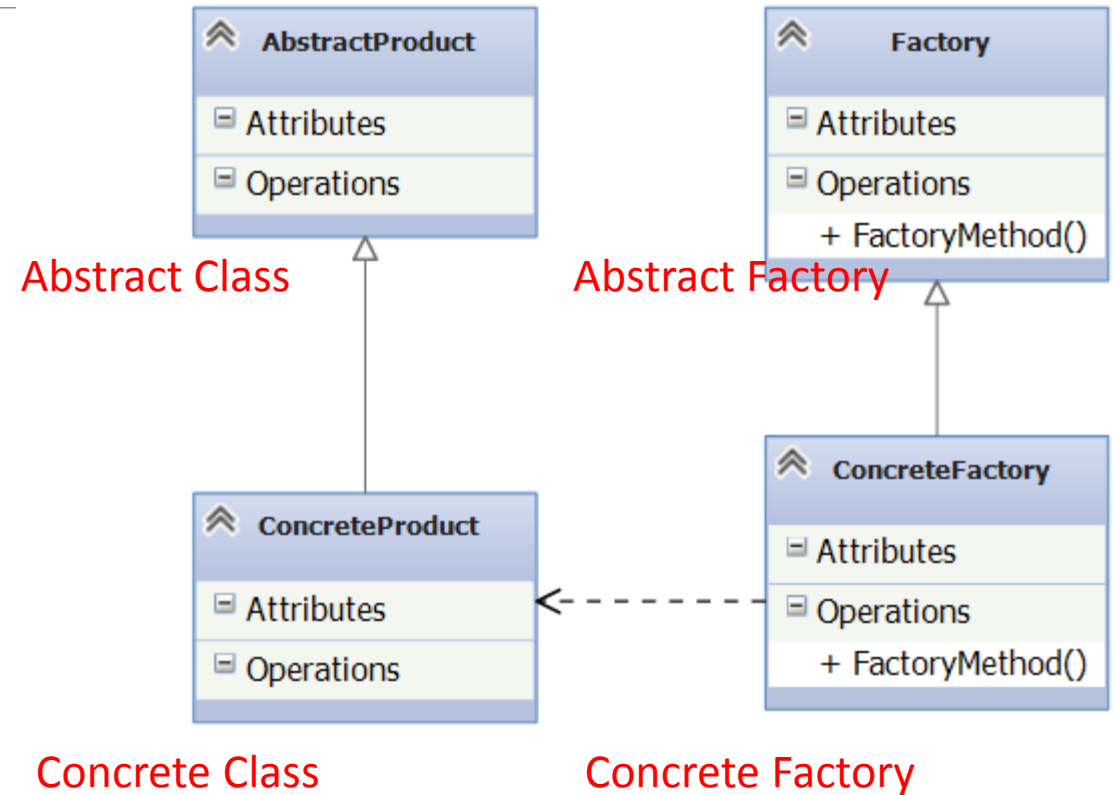 AbstractProduct
Attributes
Operations
Abstract Class
Factory
Attributes
Operations
+ FactoryMethod()
Abstract Factory
ConcreteProduct
Attributes
Operations
Concrete Class
ConcreteFactory
Attributes
Operations
+ FactoryMethod()
Concrete Factory